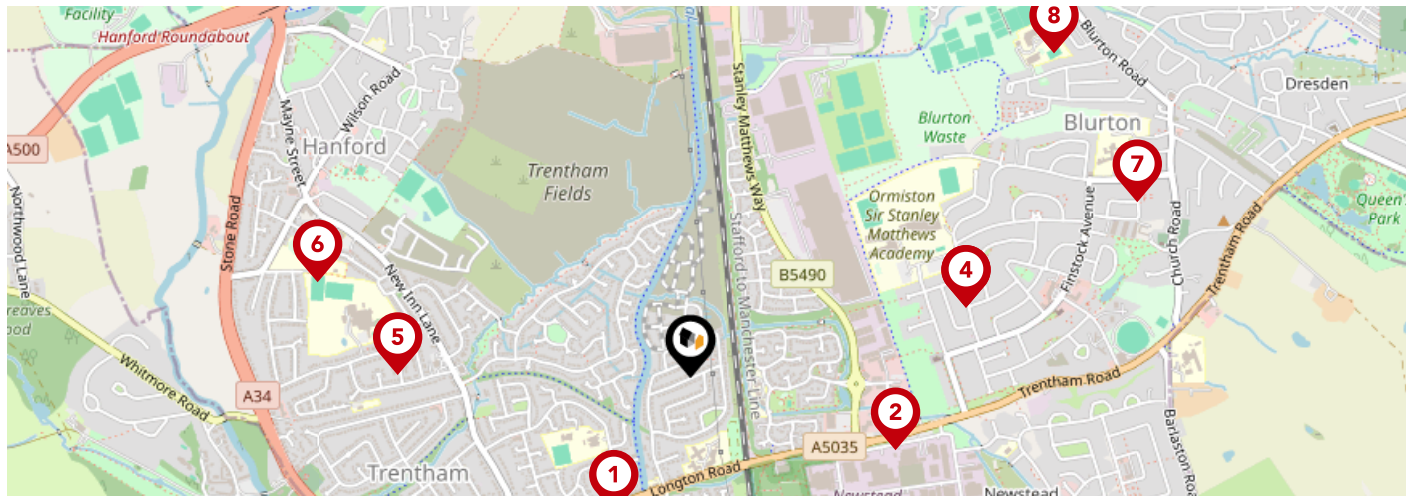 Facility
Hanford Roundabout
8
Blurton Road
Dresden
A500
Wilson Road
Mayne Street
Hanford
Stanley Matthews Way
Blurton
Waste
Blurton
7
Trentham
Fields
Northwood Lane
Stone Road
Ormiston
Sir Stanley
Matthews
Academy
Queen's
Park
6
Stafford to Manchester Line
B5490
4
Finstock Avenue
Church Road
Trentham Road
New Inn Lane
5
Whitmore Road
A34
2
Trentham Road
A5035
Trentham
1
Longton Road
Newstead
Newstead
Barlaston Roa